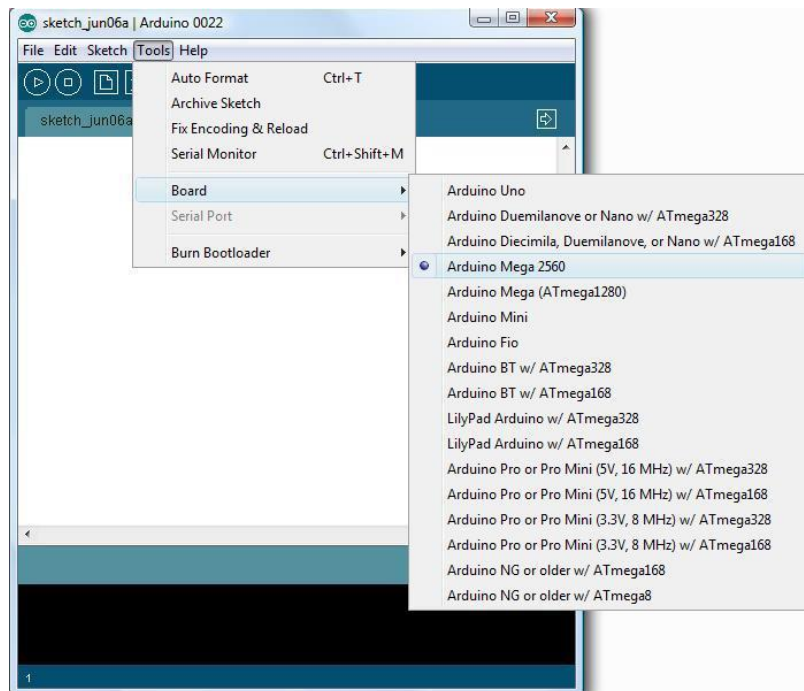 sketch_jun06a | Arduino 0022
File Edit Sketch Tools Help
Auto Format Ctrl+T
Archive Sketch
sketch_jun06a
Fix Encoding & Reload
Serial Monitor Ctrl+Shift+M
Board
Serial Port
Burn Bootloader
Arduino Uno
Arduino Duemilanove or Nano w/ ATmega328
Arduino Diecimila, Duemilanove, or Nano w/ ATmega168
Arduino Mega 2560
Arduino Mega (ATmega1280)
Arduino Mini
Arduino Fio
Arduino BT w/ ATmega328
Arduino BT w/ ATmega168
LilyPad Arduino w/ ATmega328
LilyPad Arduino w/ ATmega168
Arduino Pro or Pro Mini (5V, 16 MHz) w/ ATmega328
Arduino Pro or Pro Mini (5V, 16 MHz) w/ ATmega168
Arduino Pro or Pro Mini (3.3V, 8 MHz) w/ ATmega328
Arduino Pro or Pro Mini (3.3V, 8 MHz) w/ ATmega168
Arduino NG or older w/ ATmega168
Arduino NG or older w/ ATmega8
1